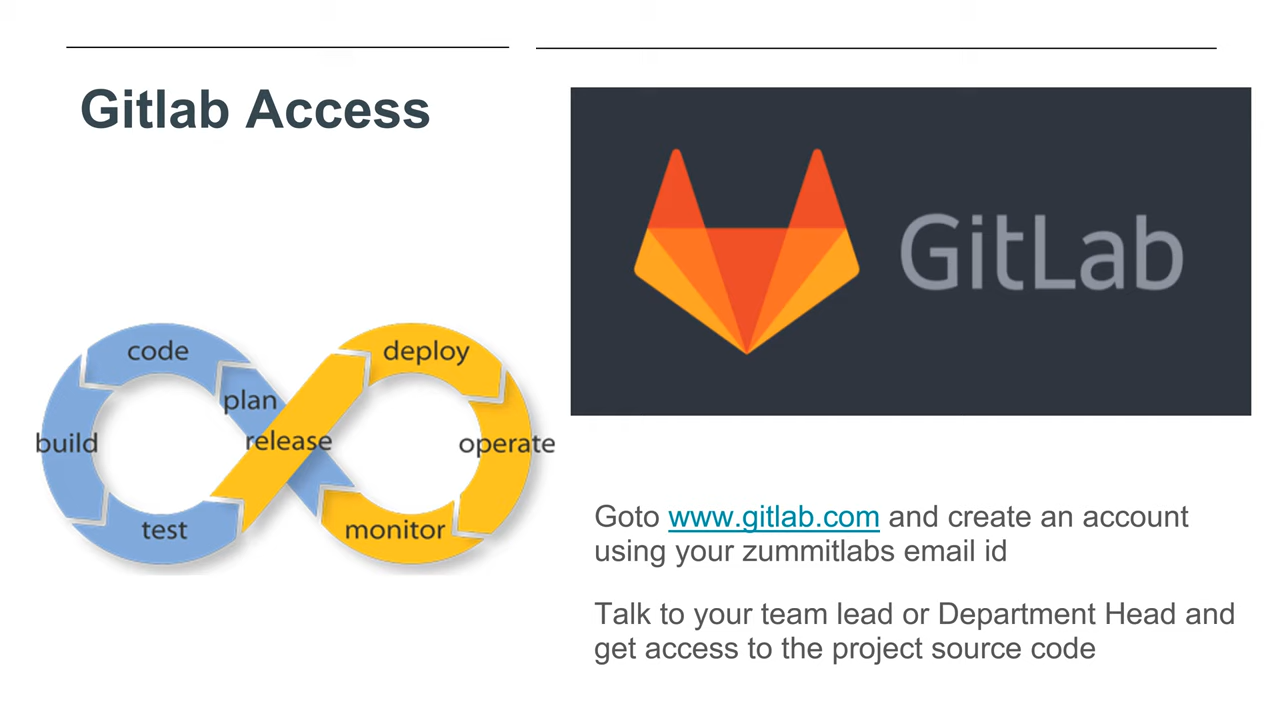 Gitlab Access
GitLab
code
deploy
plan
build
release
operate
test
monitor
Goto www.gitlab.com and create an account
using your zummitlabs email id
Talk to your team lead or Department Head and
get access to the project source code